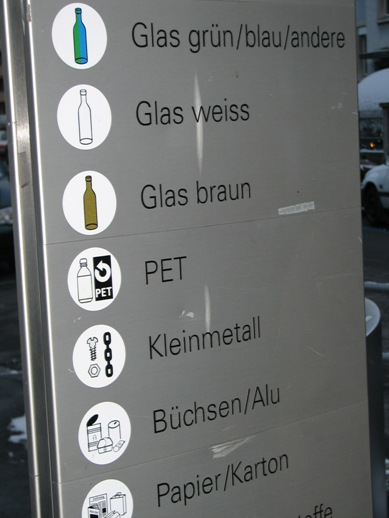 Glas grün/blau/andere
Glas weiss
Glas braun
PET
PET
Kleinmetall
Büchsen/Alu
Papier/Karton